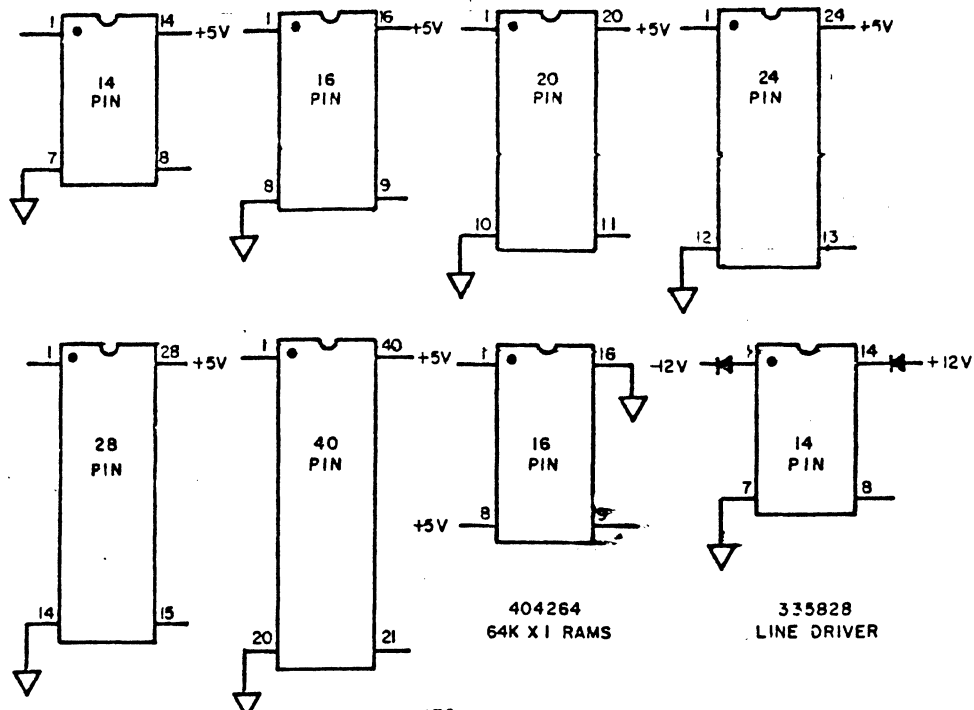 1 14 +5V
14
PIN
7 8
1 16 +5V
16
PIN
8 9
1 20 +5V
20
PIN
10 11
1 24 +5V
24
PIN
12 13
1 28 +5V
28
PIN
14 15
1 40 +5V
40
PIN
20 21
1 16
16
PIN
+5V 8 9
404264
64K X 1 RAMS
-12V 14 +12V
14
PIN
7 8
335828
LINE DRIVER